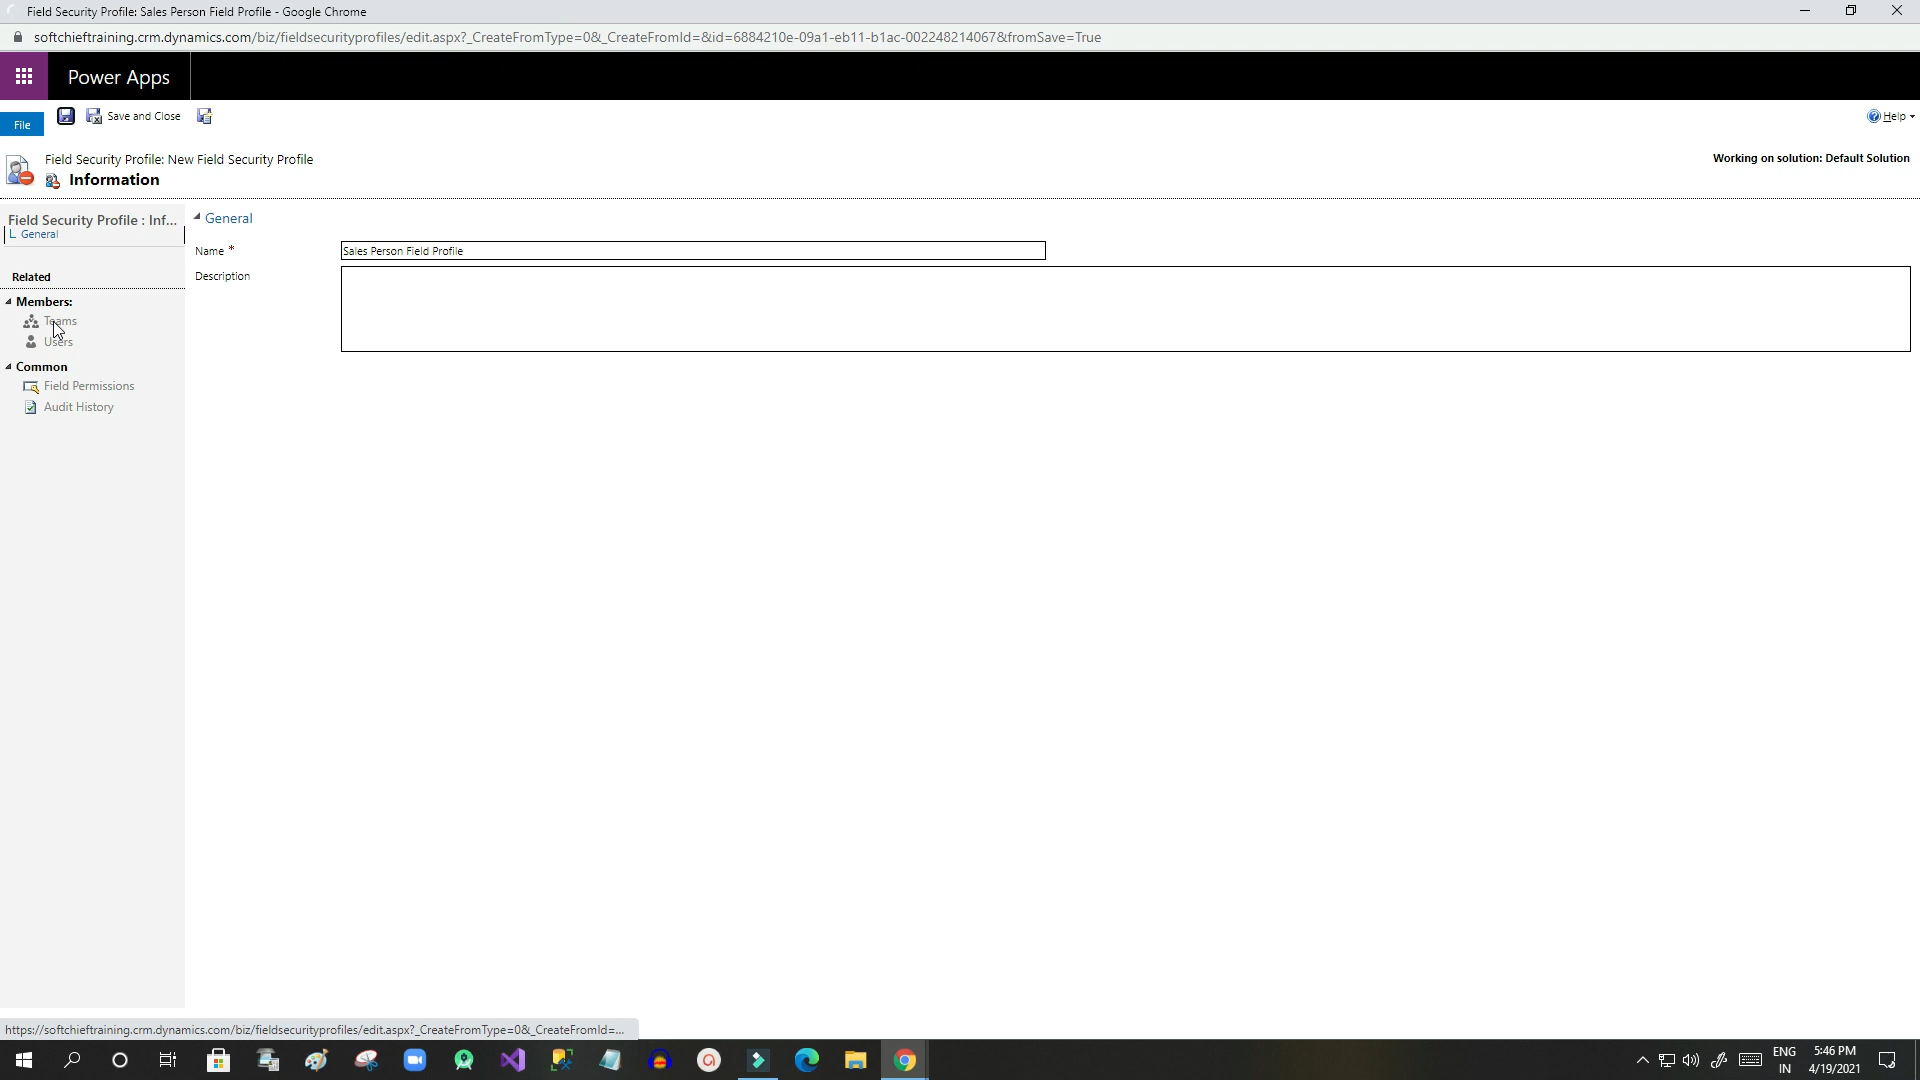 Field Security Profile: Sales Person Field Profile - Google Chrome
softchieftraining.crm.dynamics.com/biz/fieldsecurityprofiles/edit.aspx?_CreateFromType=0&_CreateFromId=&id=6884210e-09a1-eb11-b1ac-002248214067&fromSave=True
Power Apps
File
Save and Close
Help
Field Security Profile: New Field Security Profile
Information
Working on solution: Default Solution
Field Security Profile : Inf...
General
Related
Members:
Teams
Users
Common
Field Permissions
Audit History
General
Name *
Sales Person Field Profile
Description
https://softchieftraining.crm.dynamics.com/biz/fieldsecurityprofiles/edit.aspx?_CreateFromType=0&_CreateFromId=...
ENG
IN
5:46 PM
4/19/2021